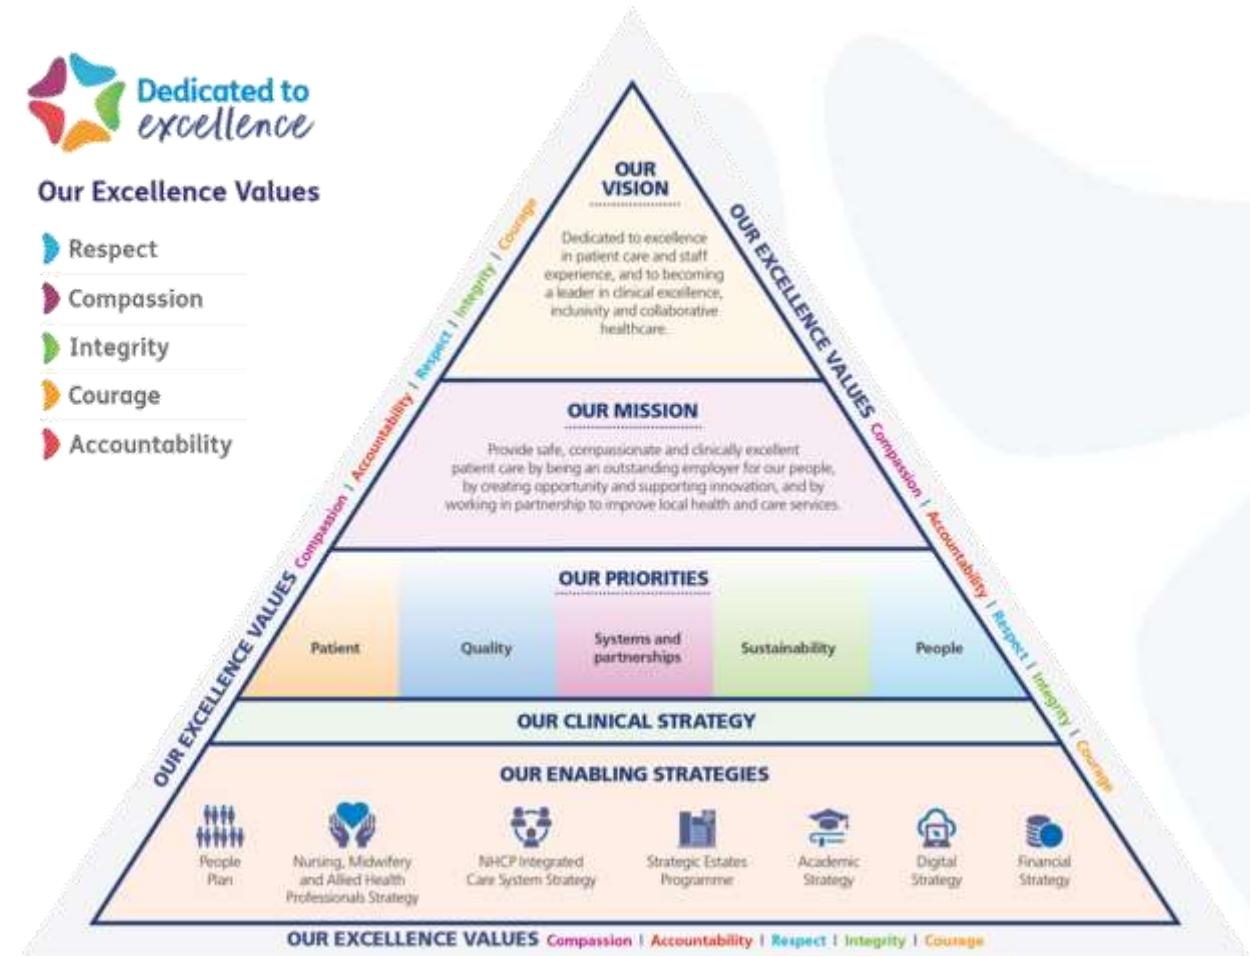 Dedicated to
excellence
Our Excellence Values
Respect
Compassion
Integrity
Courage
Accountability
OUR
VISION
Dedicated to excellence
in patient care and staff
experience, and to becoming
a leader in clinical excellence,
inclusivity and collaborative
healthcare.
OUR MISSION
Provide safe, compassionate and clinically excellent
patient care by being an outstanding employer for our people,
by creating opportunity and supporting innovation, and by
working in partnership to improve local health and care services.
OUR PRIORITIES
Patient
Quality
Systems and
partnerships
Sustainability
People
OUR CLINICAL STRATEGY
OUR ENABLING STRATEGIES
People
Plan
Nursing, Midwifery
and Allied Health
Professionals Strategy
NHCP Integrated
Care System Strategy
Strategic Estates
Programme
Academic
Strategy
Digital
Strategy
Financial
Strategy
OUR EXCELLENCE VALUES Compassion | Accountability | Respect | Integrity | Courage
OUR EXCELLENCE VALUES Compassion | Accountability | Respect | Integrity | Courage
OUR EXCELLENCE VALUES Compassion | Accountability | Respect | Integrity | Courage